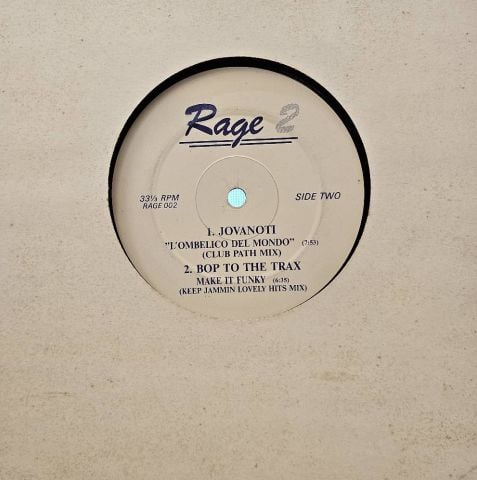 Rage 2
33⅓ RPM
RAGE 002
SIDE TWO
1. JOVANOTI
"L'OMBELICO DEL MONDO" (7:53)
(CLUB PATH MIX)
2. BOP TO THE TRAX
MAKE IT FUNKY (6:35)
(KEEP JAMMIN LOVELY HITS MIX)